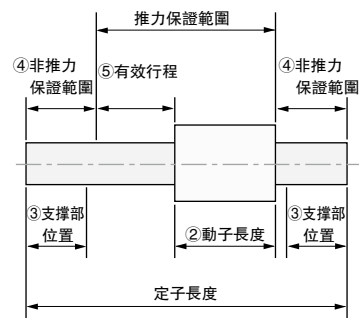 推力保證範圍
④非推力
保證範圍
⑤有效行程
④非推力
保證範圍
③支撐部
位置
②動子長度
③支撐部
位置
定子長度